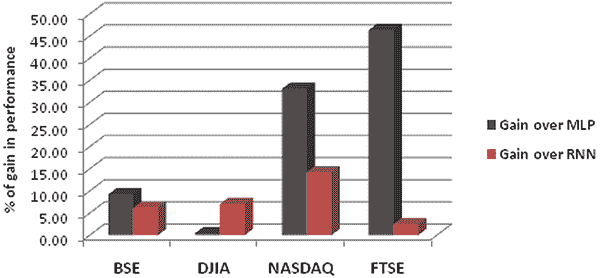 % of gain in performance
50.00
45.00
40.00
35.00
30.00
25.00
20.00
15.00
10.00
5.00
0.00
BSE DJIA NASDAQ FTSE
Gain over MLP
Gain over RNN